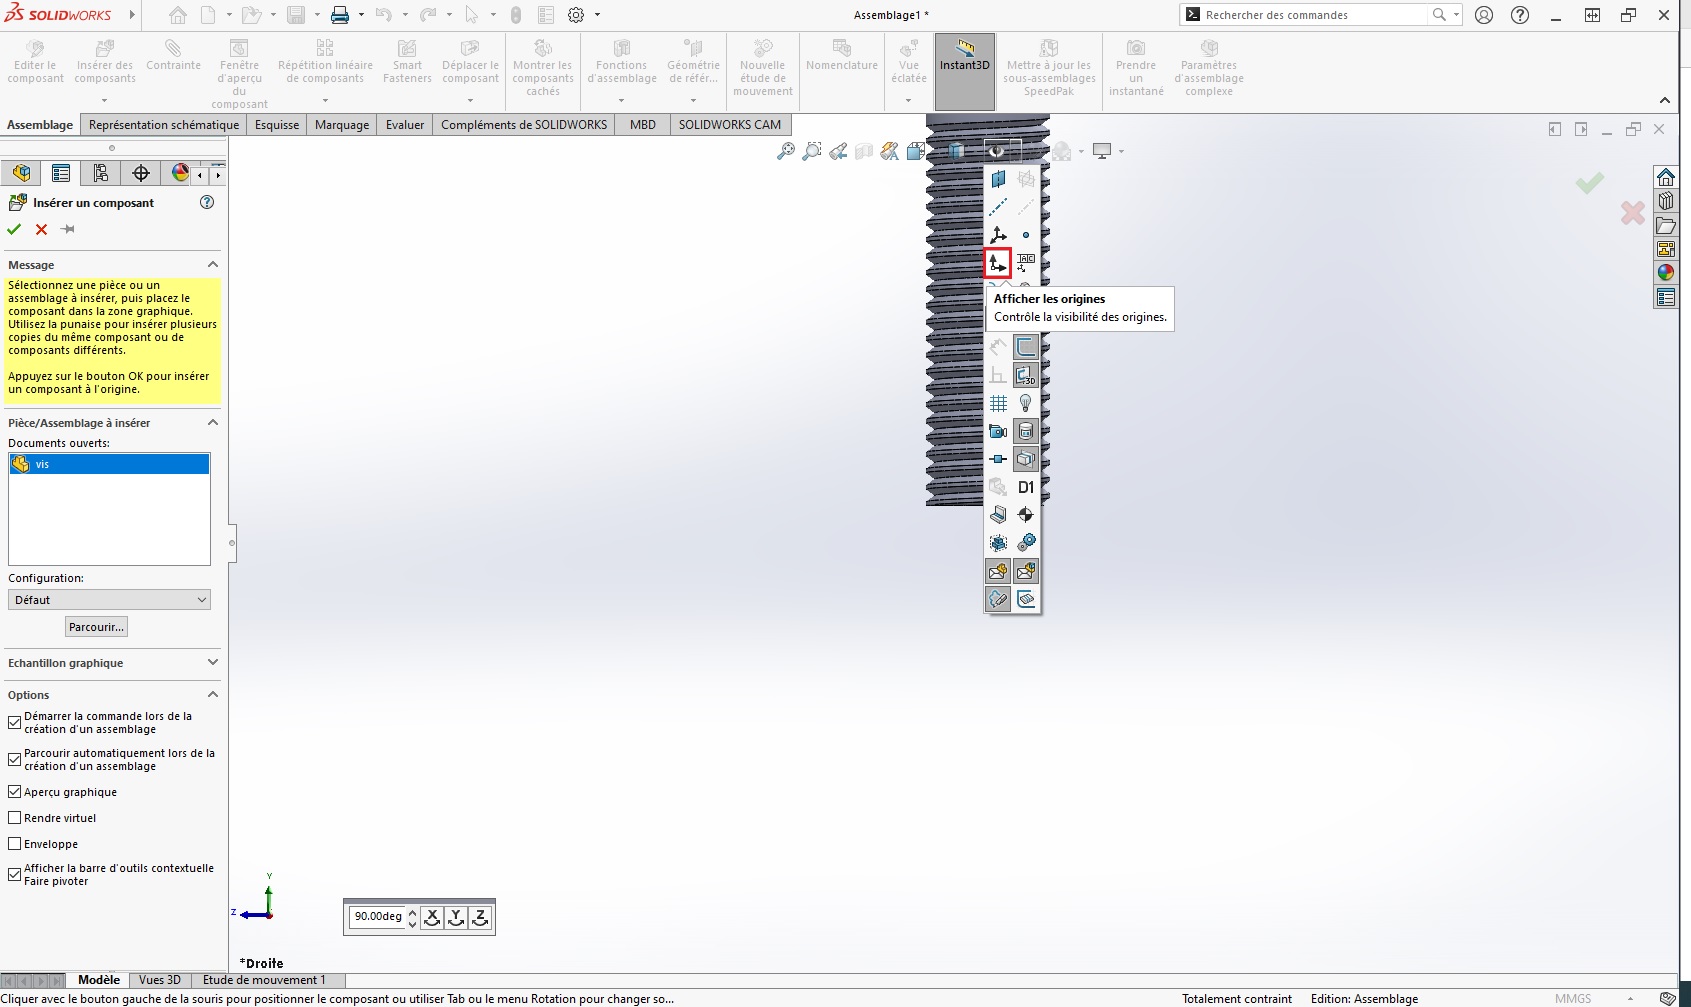 SOLIDWORKS
Assemblage1 *
Rechercher des commandes
Editer le composant
Insérer des composants
Contrainte
Fenêtre d'aperçu du composant
Répétition linéaire de composants
Smart Fasteners
Déplacer le composant
Montrer les composants cachés
Fonctions d'assemblage
Géométrie de référ...
Nouvelle étude de mouvement
Nomenclature
Vue éclatée
Instant3D
Mettre à jour les sous-assemblages SpeedPak
Prendre un instantané
Paramètres d'assemblage complexe
Assemblage
Représentation schématique
Esquisse
Marquage
Evaluer
Compléments de SOLIDWORKS
MBD
SOLIDWORKS CAM
Insérer un composant
Message
Sélectionnez une pièce ou un
assemblage à insérer, puis placez le
composant dans la zone graphique.
Utilisez la punaise pour insérer plusieurs
copies du même composant ou de
composants différents.
Appuyez sur le bouton OK pour insérer
un composant à l'origine.
Pièce/Assemblage à insérer
Documents ouverts:
vis
Configuration:
Défaut
Parcourir...
Echantillon graphique
Options
Démarrer la commande lors de la
création d'un assemblage
Parcourir automatiquement lors de la
création d'un assemblage
Aperçu graphique
Rendre virtuel
Enveloppe
Afficher la barre d'outils contextuelle
Faire pivoter
Afficher les origines
Contrôle la visibilité des origines.
3D
D1
Y
Z
90.00deg
X
Y
Z
*Droite
Modèle
Vues 3D
Etude de mouvement 1
Cliquer avec le bouton gauche de la souris pour positionner le composant ou utiliser Tab ou le menu Rotation pour changer so...
Totalement contraint
Edition: Assemblage
MMGS